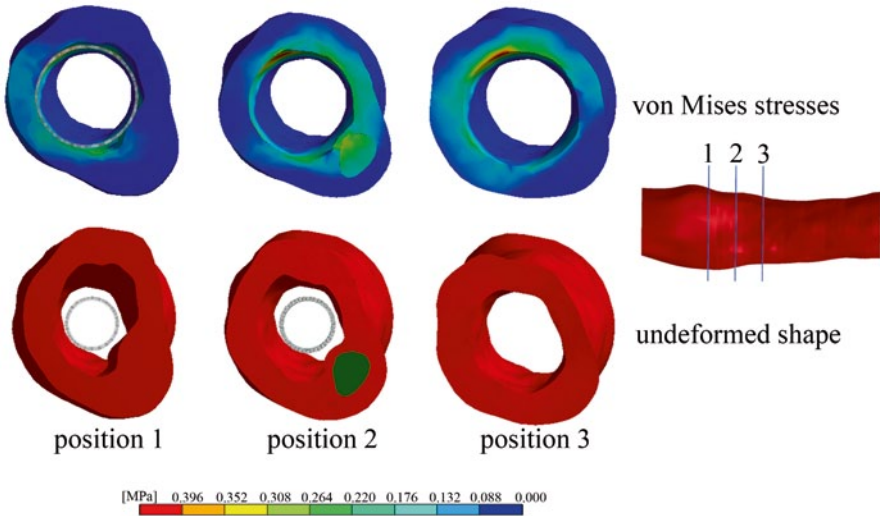 von Mises stresses
1 2 3
undeformed shape
position 1 position 2 position 3
[MPa] 0.396 0.352 0.308 0.264 0.220 0.176 0.132 0.088 0.000